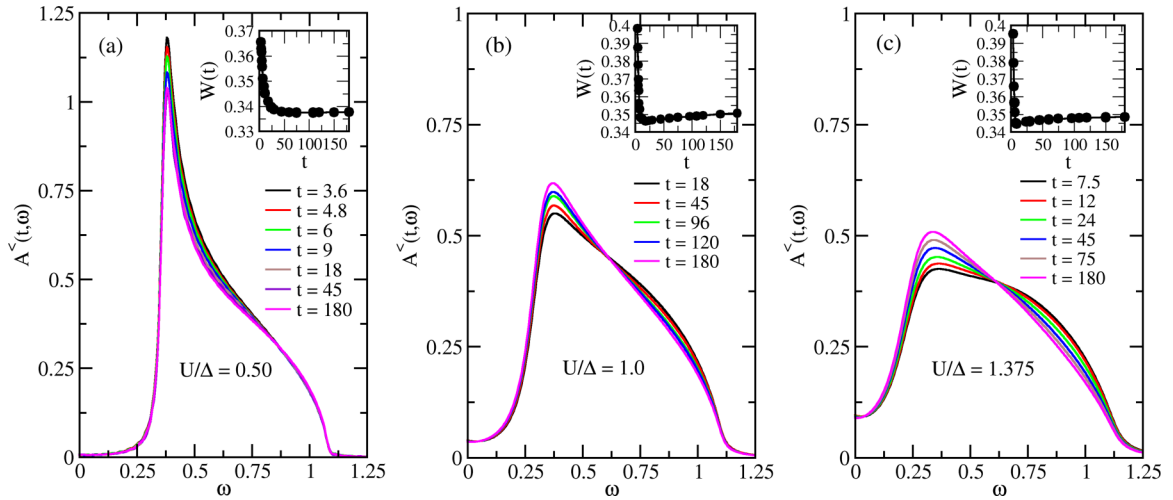 (a)
A<(t,ω)
1.25
1
0.75
0.5
0.25
0
0 0.25 0.5 0.75 1 1.25
ω
W(t)
0.37
0.36
0.35
0.34
0.33
0 50 100 150
t
t = 3.6
t = 4.8
t = 6
t = 9
t = 18
t = 45
t = 180
U/Δ = 0.50
(b)
A<(t,ω)
1
0.75
0.5
0.25
0
0 0.25 0.5 0.75 1 1.25
ω
W(t)
0.4
0.39
0.38
0.37
0.36
0.35
0.34
0 50 100 150
t
t = 18
t = 45
t = 96
t = 120
t = 180
U/Δ = 1.0
(c)
A<(t,ω)
1
0.75
0.5
0.25
0
0 0.25 0.5 0.75 1 1.25
ω
W(t)
0.4
0.39
0.38
0.37
0.36
0.35
0.34
0 50 100 150
t
t = 7.5
t = 12
t = 24
t = 45
t = 75
t = 180
U/Δ = 1.375